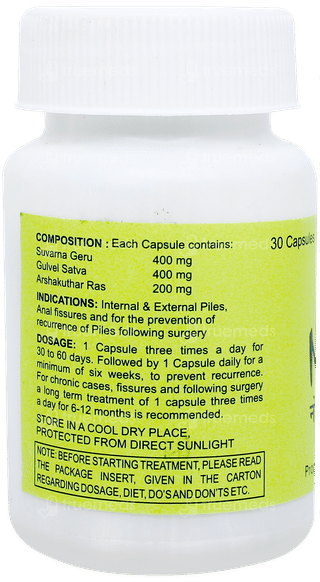 COMPOSITION : Each Capsule contains:
Suvarna Geru 400 mg
Gulvel Satva 400 mg
Arshakuthar Ras 200 mg
30 Capsules
INDICATIONS: Internal & External Piles,
Anal fissures and for the prevention of
recurrence of Piles following surgery
DOSAGE: 1 Capsule three times a day for
30 to 60 days. Followed by 1 Capsule daily for a
minimum of six weeks, to prevent recurrence.
For chronic cases, fissures and following surgery
a long term treatment of 1 capsule three times
a day for 6-12 months is recommended.
STORE IN A COOL DRY PLACE,
PROTECTED FROM DIRECT SUNLIGHT
NOTE: BEFORE STARTING TREATMENT, PLEASE READ
THE PACKAGE INSERT, GIVEN IN THE CARTON
REGARDING DOSAGE, DIET, DO'S AND DON'TS ETC.
truemeds